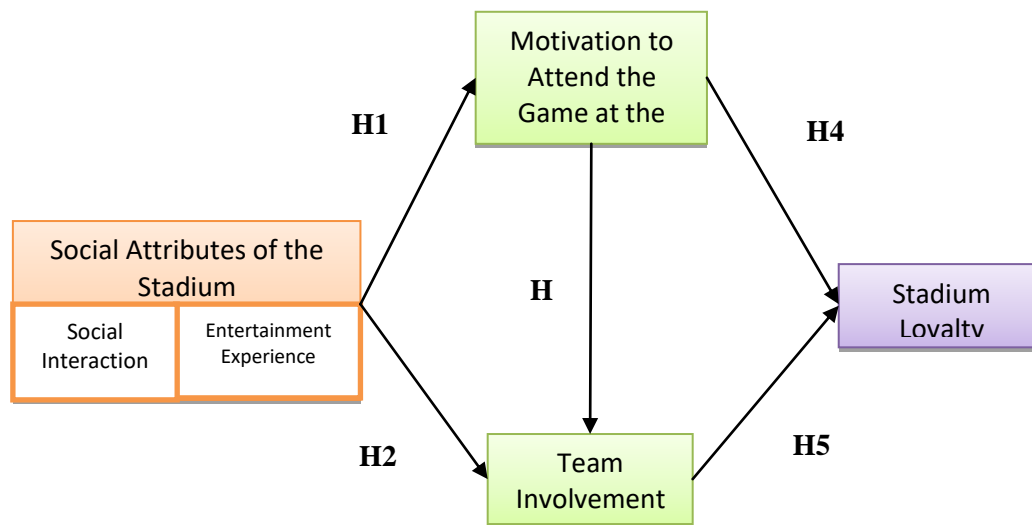 Motivation to
Attend the
Game at the
H1
H4
Social Attributes of the
Stadium
Social
Interaction
Entertainment
Experience
H
Stadium
Loyalty
H2
H5
Team
Involvement